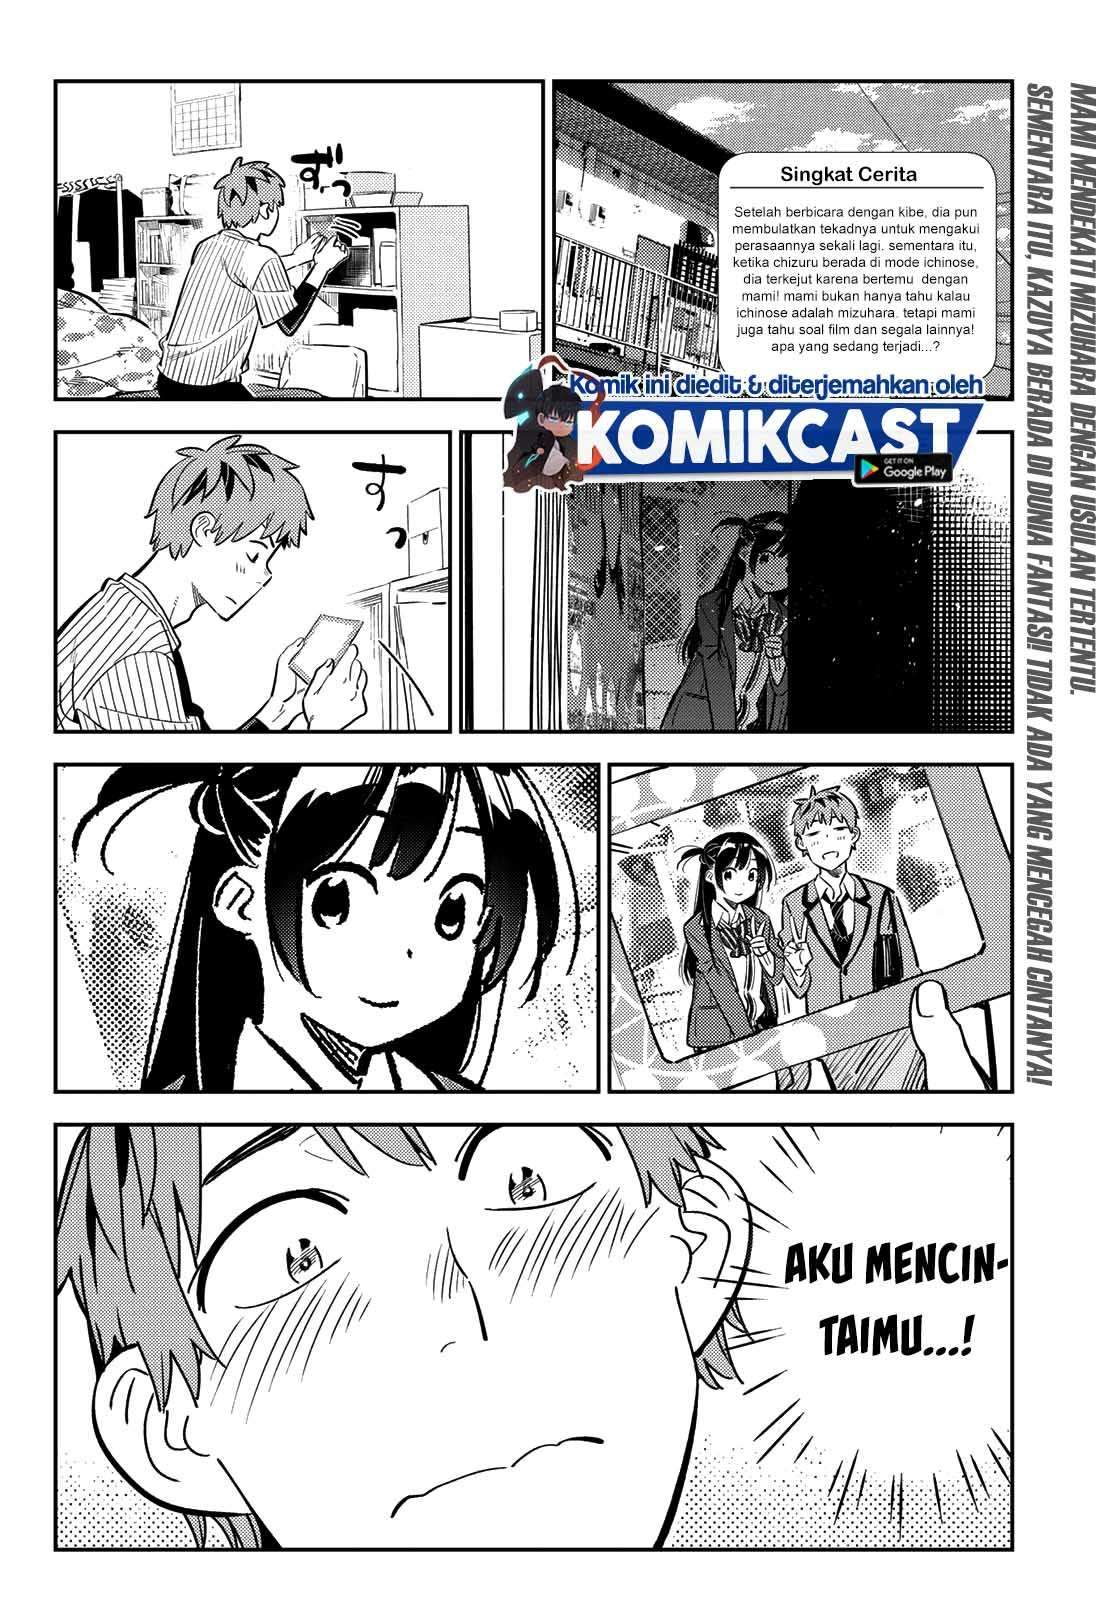 MAMI MENDEKATI MIZUHARA DENGAN USULAN TERTENTU.
SEMENTARA ITU, KAZUYA BERADA DI DUNIA FANTASI! TIDAK ADA YANG MENCEGAH CINTANYA!
Singkat Cerita
Setelah berbicara dengan kibe, dia pun
membulatkan tekadnya untuk mengakui
perasaannya sekali lagi. sementara itu,
ketika chizuru berada di mode ichinose,
dia terkejut karena bertemu dengan
mami! mami bukan hanya tahu kalau
ichinose adalah mizuhara. tetapi mami
juga tahu soal film dan segala lainnya!
apa yang sedang terjadi...?
ずっ
Komik ini diedit & diterjemahkan oleh
KOMIKCAST
GET IT ON
Google Play
すっ
AKU MENCIN-
TAIMU...!